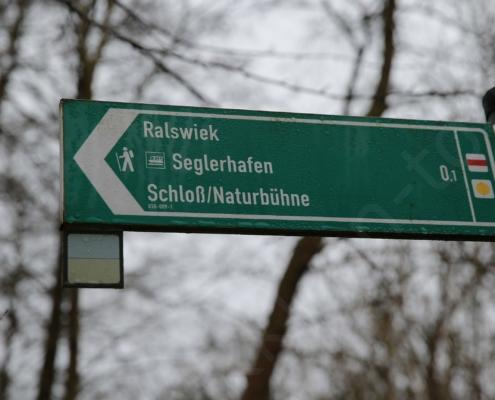 Ralswiek
Seglerhafen
0,1
Schloß/Naturbühne